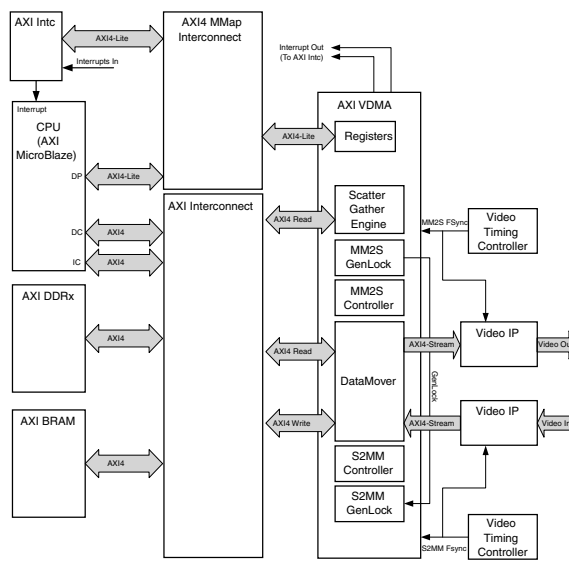 AXI Intc
AXI4-Lite
Interrupts In
AXI4 MMap
Interconnect
Interrupt Out
(To AXI Intc)
Interrupt
CPU
(AXI
MicroBlaze)
DP
AXI4-Lite
DC
AXI4
IC
AXI4
AXI DDRx
AXI4
AXI BRAM
AXI4
AXI Interconnect
AXI4-Lite
AXI4 Read
AXI4 Read
AXI4 Write
AXI VDMA
Registers
Scatter
Gather
Engine
MM2S
GenLock
MM2S
Controller
DataMover
S2MM
Controller
S2MM
GenLock
GenLock
MM2S FSync
Video
Timing
Controller
AXI4-Stream
Video IP
Video Out
AXI4-Stream
Video IP
Video In
S2MM Fsync
Video
Timing
Controller